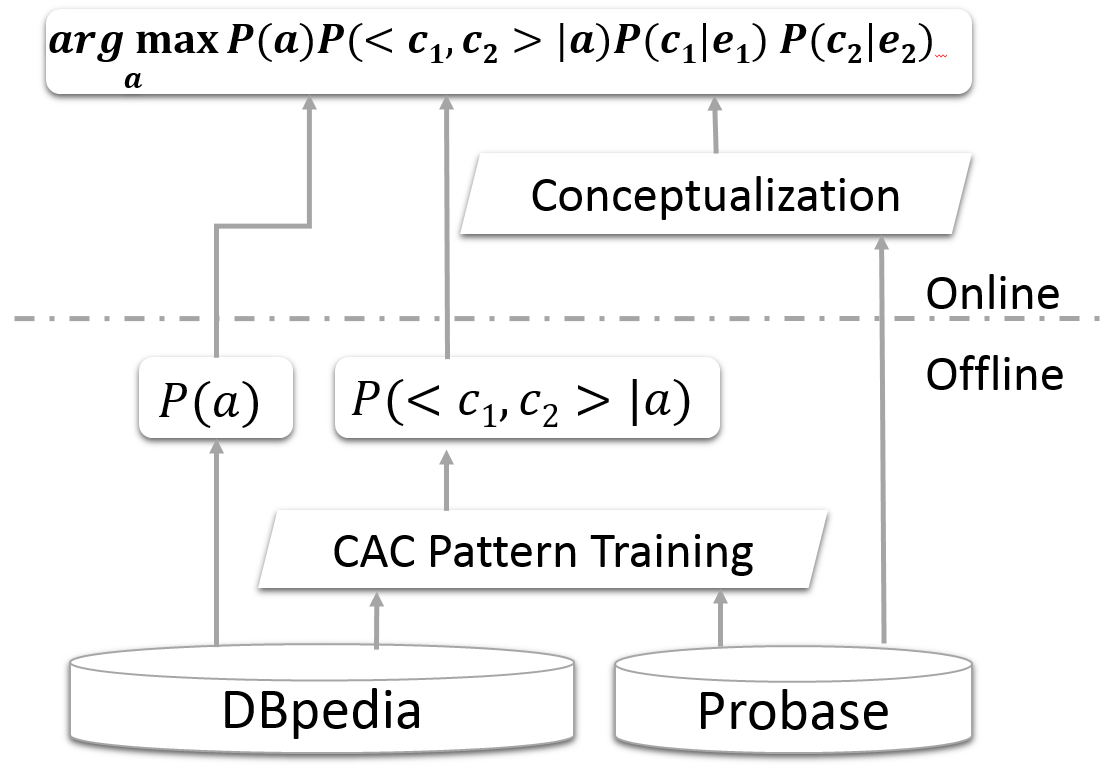 arg max P(a)P(< c₁, c₂ > |a)P(c₁|e₁) P(c₂|e₂)
a
Conceptualization
Online
Offline
P(a)
P(< c₁, c₂ > |a)
CAC Pattern Training
DBpedia
Probase